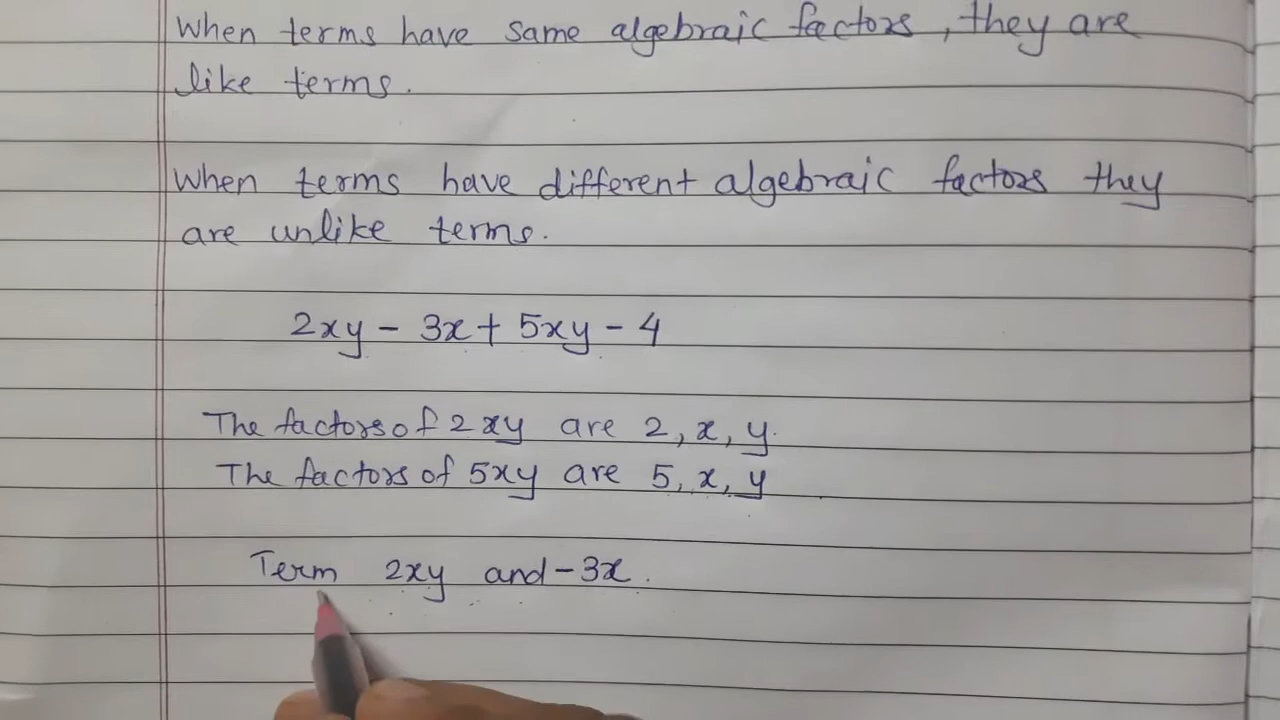 When terms have same algebraic factors, they are
like terms.
When terms have different algebraic factors they
are unlike terms.
2xy - 3x + 5xy - 4
The factors of 2xy are 2, x, y.
The factors of 5xy are 5, x, y
Term 2xy and -3x.